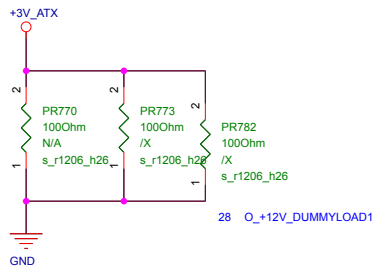 +3V_ATX
2
2
2
PR770
100Ohm
N/A
s_r1206_h26
PR773
100Ohm
/X
s_r1206_h26
PR782
100Ohm
/X
s_r1206_h26
1
1
1
28 O_+12V_DUMMYLOAD1
GND